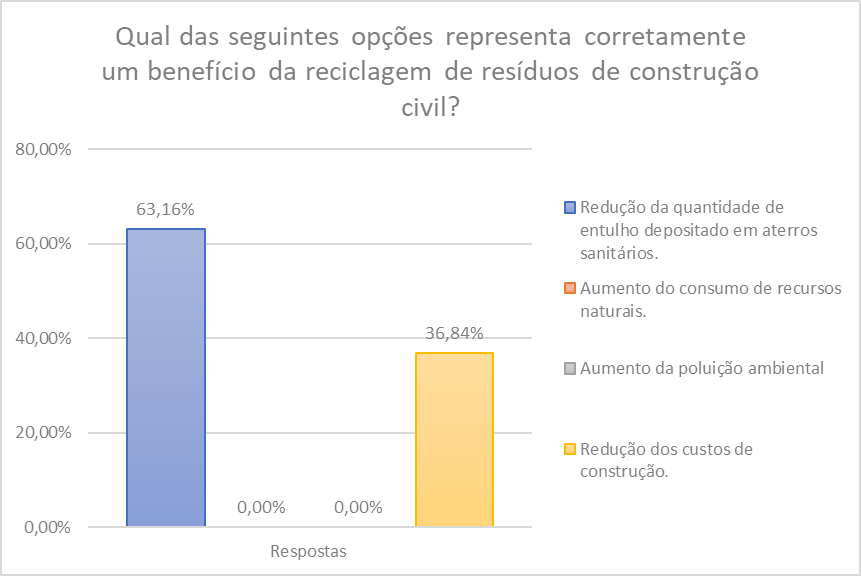 Qual das seguintes opções representa corretamente
um benefício da reciclagem de resíduos de construção
civil?
80,00%
60,00%
40,00%
20,00%
0,00%
63,16%
0,00%
0,00%
36,84%
Respostas
Redução da quantidade de
entulho depositado em aterros
sanitários.
Aumento do consumo de recursos
naturais.
Aumento da poluição ambiental
Redução dos custos de
construção.